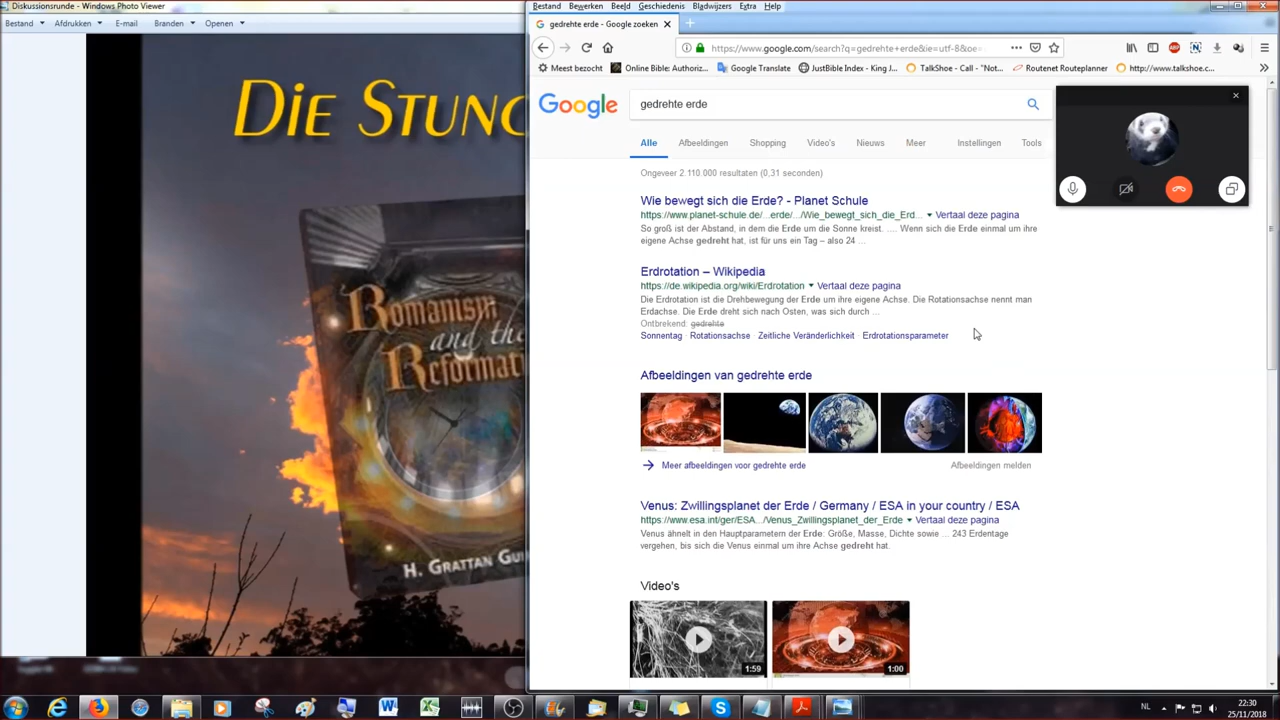 Diskussionsrunde - Windows Photo Viewer
Bestand Afdrukken E-mail Branden Openen
DIE STUNC
Romanism
and the
Reformati
H. GRATTAN GUI
Bestand Bewerken Beeld Geschiedenis Bladwijzers Extra Help
gedrehte erde - Google zoeken
https://www.google.com/search?q=gedrehte+erde&ie=utf-8&oe=
Meest bezocht Online Bible: Authoriz... Google Translate JustBible Index - King J... TalkShoe - Call - "Not... Routenet Routeplanner http://www.talkshoe.c...
Google gedrehte erde
Alle Afbeeldingen Shopping Video's Nieuws Meer Instellingen Tools
Ongeveer 2.110.000 resultaten (0,31 seconden)
Wie bewegt sich die Erde? - Planet Schule
https://www.planet-schule.de/...erde/.../Wie_bewegt_sich_die_Erd... Vertaal deze pagina
So groß ist der Abstand, in dem die Erde um die Sonne kreist. .... Wenn sich die Erde einmal um ihre
eigene Achse gedreht hat, ist für uns ein Tag – also 24 ...
Erdrotation – Wikipedia
https://de.wikipedia.org/wiki/Erdrotation Vertaal deze pagina
Die Erdrotation ist die Drehbewegung der Erde um ihre eigene Achse. Die Rotationsachse nennt man
Erdachse. Die Erde dreht sich nach Osten, was sich durch ...
Ontbrekend: gedrehte
Sonnentag · Rotationsachse · Zeitliche Veränderlichkeit · Erdrotationsparameter
Afbeeldingen van gedrehte erde
Meer afbeeldingen voor gedrehte erde Afbeeldingen melden
Venus: Zwillingsplanet der Erde / Germany / ESA in your country / ESA
https://www.esa.int/ger/ESA.../Venus_Zwillingsplanet_der_Erde Vertaal deze pagina
Venus ähnelt in den Hauptparametern der Erde: Größe, Masse, Dichte sowie ... 243 Erdentage
vergehen, bis sich die Venus einmal um ihre Achse gedreht hat.
Video's
1:59 1:00
NL 22:30
25/11/2018